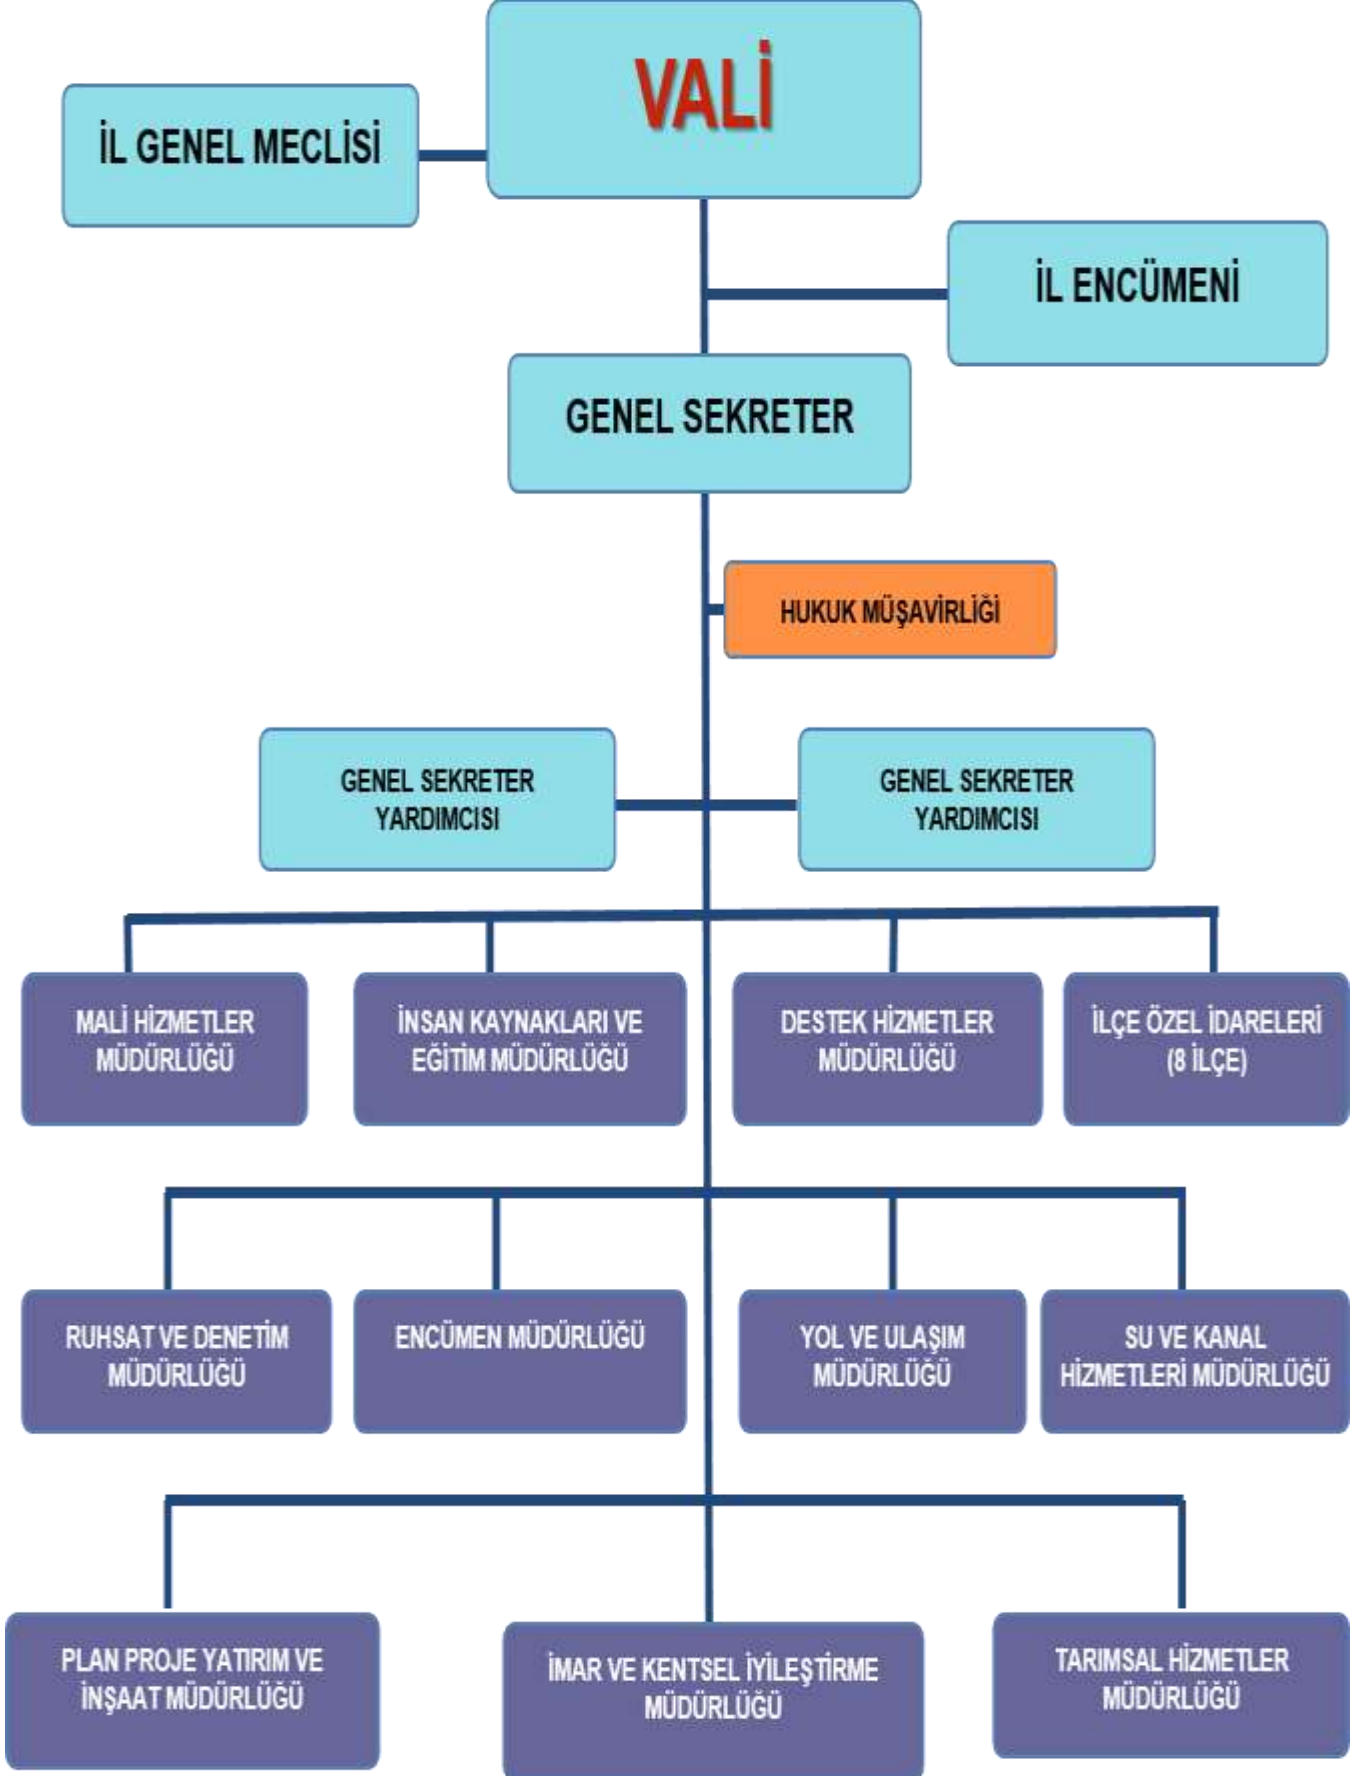 VALİ
İL GENEL MECLİSİ
İL ENCÜMENİ
GENEL SEKRETER
HUKUK MÜŞAVİRLİĞİ
GENEL SEKRETER
YARDIMCISI
GENEL SEKRETER
YARDIMCISI
MALİ HİZMETLER
MÜDÜRLÜĞÜ
İNSAN KAYNAKLARI VE
EĞİTİM MÜDÜRLÜĞÜ
DESTEK HİZMETLER
MÜDÜRLÜĞÜ
İLÇE ÖZEL İDARELERİ
(8 İLÇE)
RUHSAT VE DENETİM
MÜDÜRLÜĞÜ
ENCÜMEN MÜDÜRLÜĞÜ
YOL VE ULAŞIM
MÜDÜRLÜĞÜ
SU VE KANAL
HİZMETLERİ MÜDÜRLÜĞÜ
PLAN PROJE YATIRIM VE
İNŞAAT MÜDÜRLÜĞÜ
İMAR VE KENTSEL İYİLEŞTİRME
MÜDÜRLÜĞÜ
TARIMSAL HİZMETLER
MÜDÜRLÜĞÜ